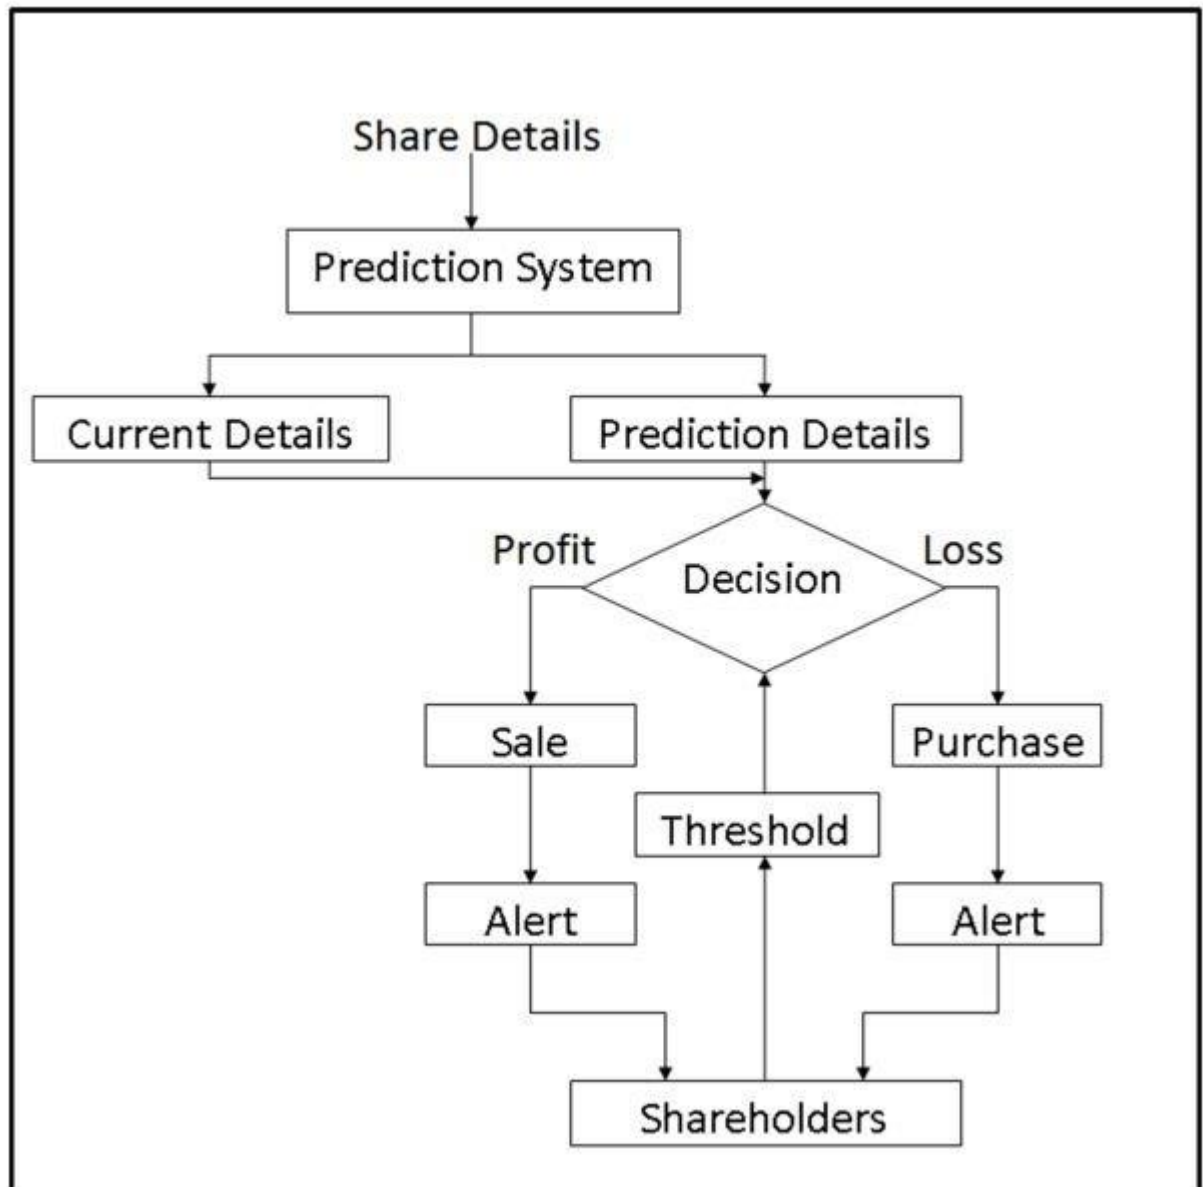 Share Details
Prediction System
Current Details
Prediction Details
Profit
Loss
Decision
Sale
Purchase
Threshold
Alert
Alert
Shareholders